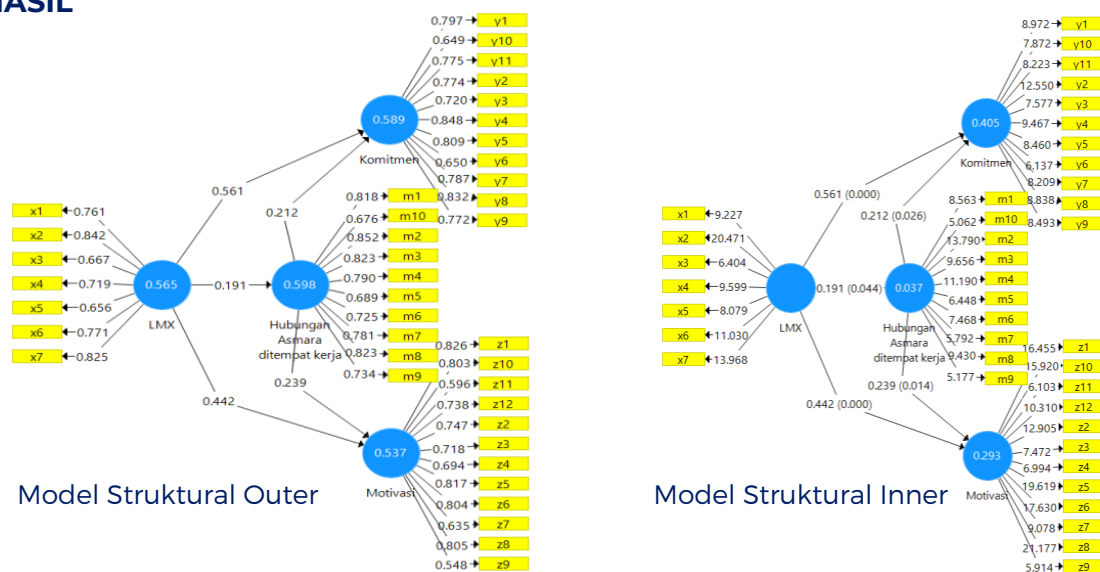 HASIL
0.797 y1
0.649 y10
0.775 y11
0.774 y2
0.720 y3
0.848 y4
0.809 y5
0.650 y6
0.787 y7
0.832 y8
0.772 y9
0.589
Komitmen
0.561
0.212
x1 0.761
x2 0.842
x3 0.667
x4 0.719
x5 0.656
x6 0.771
x7 0.825
0.565
LMX
0.191
0.598
Hubungan
Asmara
ditempat kerja
0.818 m1
0.676 m10
0.852 m2
0.823 m3
0.790 m4
0.689 m5
0.725 m6
0.781 m7
0.823 m8
0.734 m9
0.239
0.442
0.537
Motivasi
0.826 z1
0.803 z10
0.596 z11
0.738 z12
0.747 z2
0.718 z3
0.694 z4
0.817 z5
0.804 z6
0.635 z7
0.805 z8
0.548 z9
Model Struktural Outer
8.972 y1
7.872 y10
8.223 y11
12.550 y2
7.577 y3
9.467 y4
8.460 y5
6.137 y6
8.209 y7
8.838 y8
8.493 y9
0.405
Komitmen
0.561 (0.000)
0.212 (0.026)
x1 9.227
x2 20.471
x3 6.404
x4 9.599
x5 8.079
x6 11.030
x7 13.968
LMX
0.191 (0.044)
0.037
Hubungan
Asmara
ditempat kerja
8.563 m1
5.062 m10
13.790 m2
9.656 m3
11.190 m4
6.448 m5
7.468 m6
5.792 m7
9.430 m8
5.177 m9
0.239 (0.014)
0.442 (0.000)
0.293
Motivasi
16.455 z1
15.920 z10
6.103 z11
10.310 z12
12.905 z2
7.472 z3
6.994 z4
19.619 z5
17.630 z6
9.078 z7
21.177 z8
5.914 z9
Model Struktural Inner